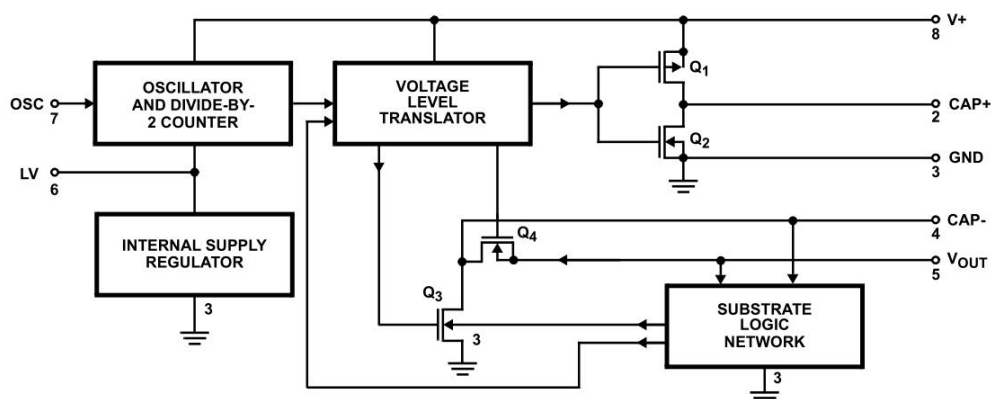 V+
8
OSCILLATOR
AND DIVIDE-BY-
2 COUNTER
VOLTAGE
LEVEL
TRANSLATOR
Q1
OSC
7
CAP+
2
Q2
LV
6
GND
3
INTERNAL SUPPLY
REGULATOR
3
CAP-
4
Q4
VOUT
5
Q3
3
SUBSTRATE
LOGIC
NETWORK
3